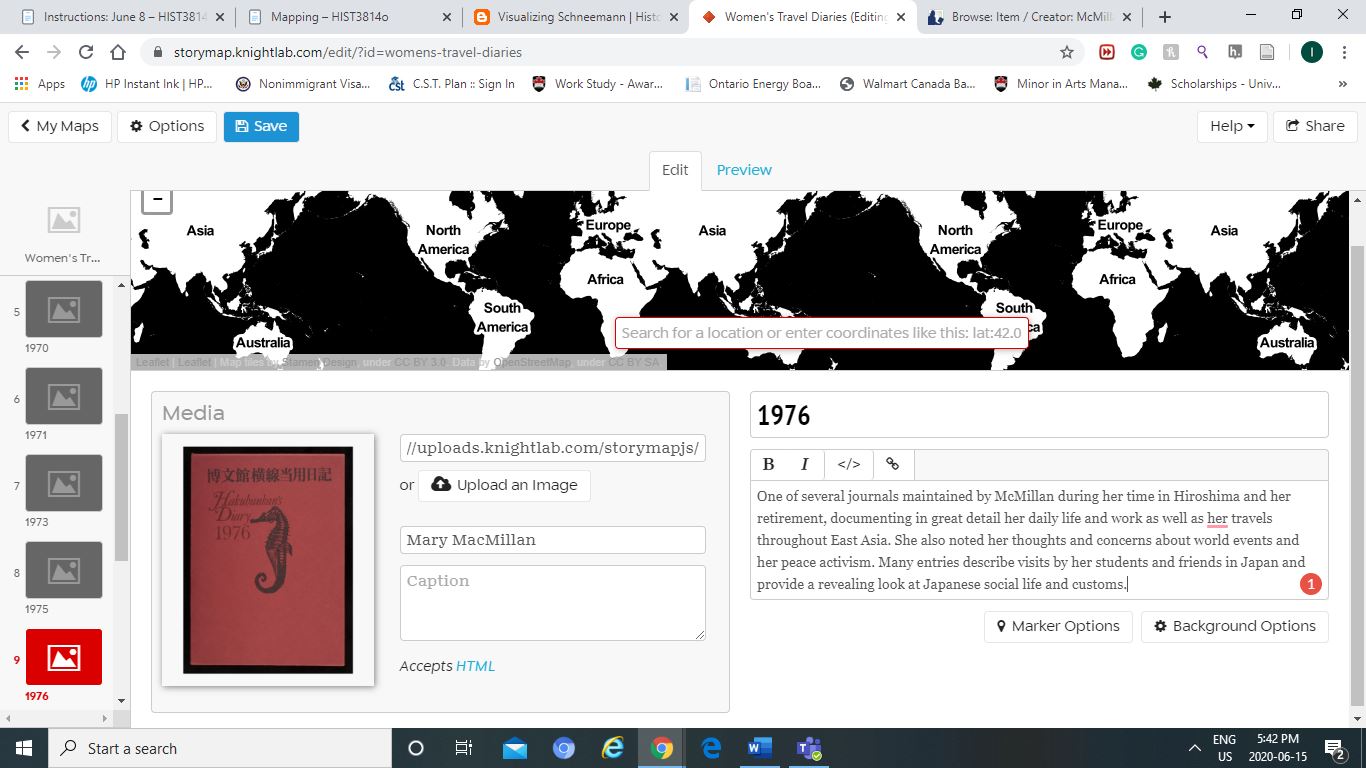 Instructions: June 8 – HIST3814
Mapping – HIST3814o
Visualizing Schneemann | Histo
Women's Travel Diaries (Editing
Browse: Item / Creator: McMill
storymap.knightlab.com/edit/?id=womens-travel-diaries
Apps
HP Instant Ink | HP...
Nonimmigrant Visa...
C.S.T. Plan :: Sign In
Work Study - Awar...
Ontario Energy Boa...
Walmart Canada Ba...
Minor in Arts Mana...
Scholarships - Univ...
My Maps
Options
Save
Help
Share
Edit
Preview
Women's Tr...
5
1970
6
1971
7
1973
8
1975
9
1976
−
Asia
North America
Europe
Africa
South America
Australia
Asia
North America
Europe
Africa
South
ca
Asia
Australia
Search for a location or enter coordinates like this: lat:42.0
Leaflet | Leaflet | Map tiles by Stamen Design, under CC BY 3.0. Data by OpenStreetMap, under CC BY SA.
Media
博文館横線当用日記
Hakubunkan's
Diary
1976
//uploads.knightlab.com/storymapjs/
or
Upload an Image
Mary MacMillan
Caption
Accepts HTML
1976
B I </>
One of several journals maintained by McMillan during her time in Hiroshima and her
retirement, documenting in great detail her daily life and work as well as her travels
throughout East Asia. She also noted her thoughts and concerns about world events and
her peace activism. Many entries describe visits by her students and friends in Japan and
provide a revealing look at Japanese social life and customs.
1
Marker Options
Background Options
Start a search
ENG
US
5:42 PM
2020-06-15
2